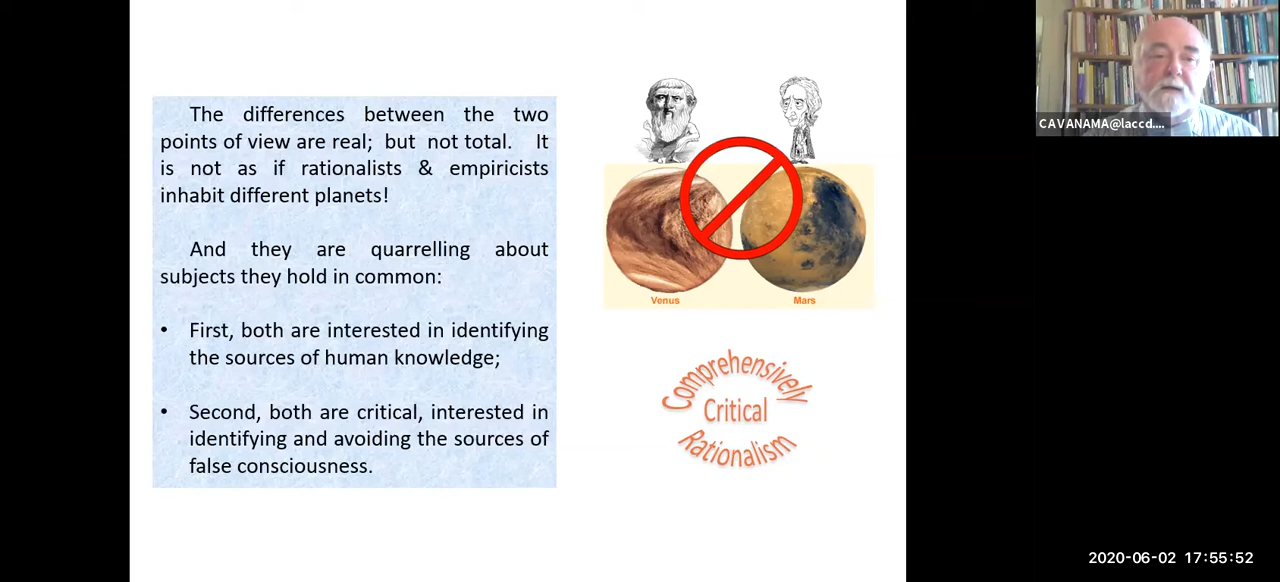 The differences between the two
points of view are real; but not total. It
is not as if rationalists & empiricists
inhabit different planets!
And they are quarrelling about
subjects they hold in common:
• First, both are interested in identifying
the sources of human knowledge;
• Second, both are critical, interested in
identifying and avoiding the sources of
false consciousness.
Venus
Mars
Comprehensively
Critical
Rationalism
CAVANAMA@laccd....
2020-06-02 17:55:52